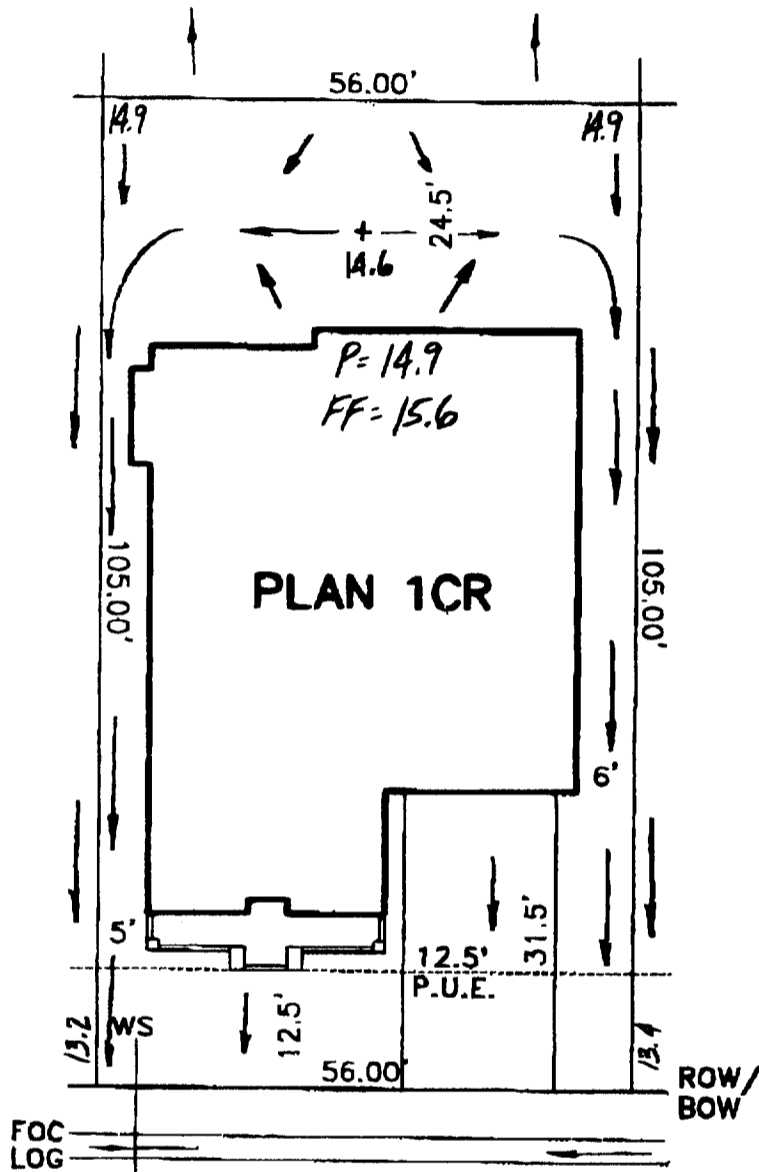 56.00'
14.9
14.9
24.5'
14.6
P= 14.9
FF= 15.6
PLAN 1CR
105.00'
105.00'
6'
5'
31.5'
12.5'
P.U.E.
13.2
WS
12.5'
13.4
56.00'
ROW/
BOW
FOC
LOG